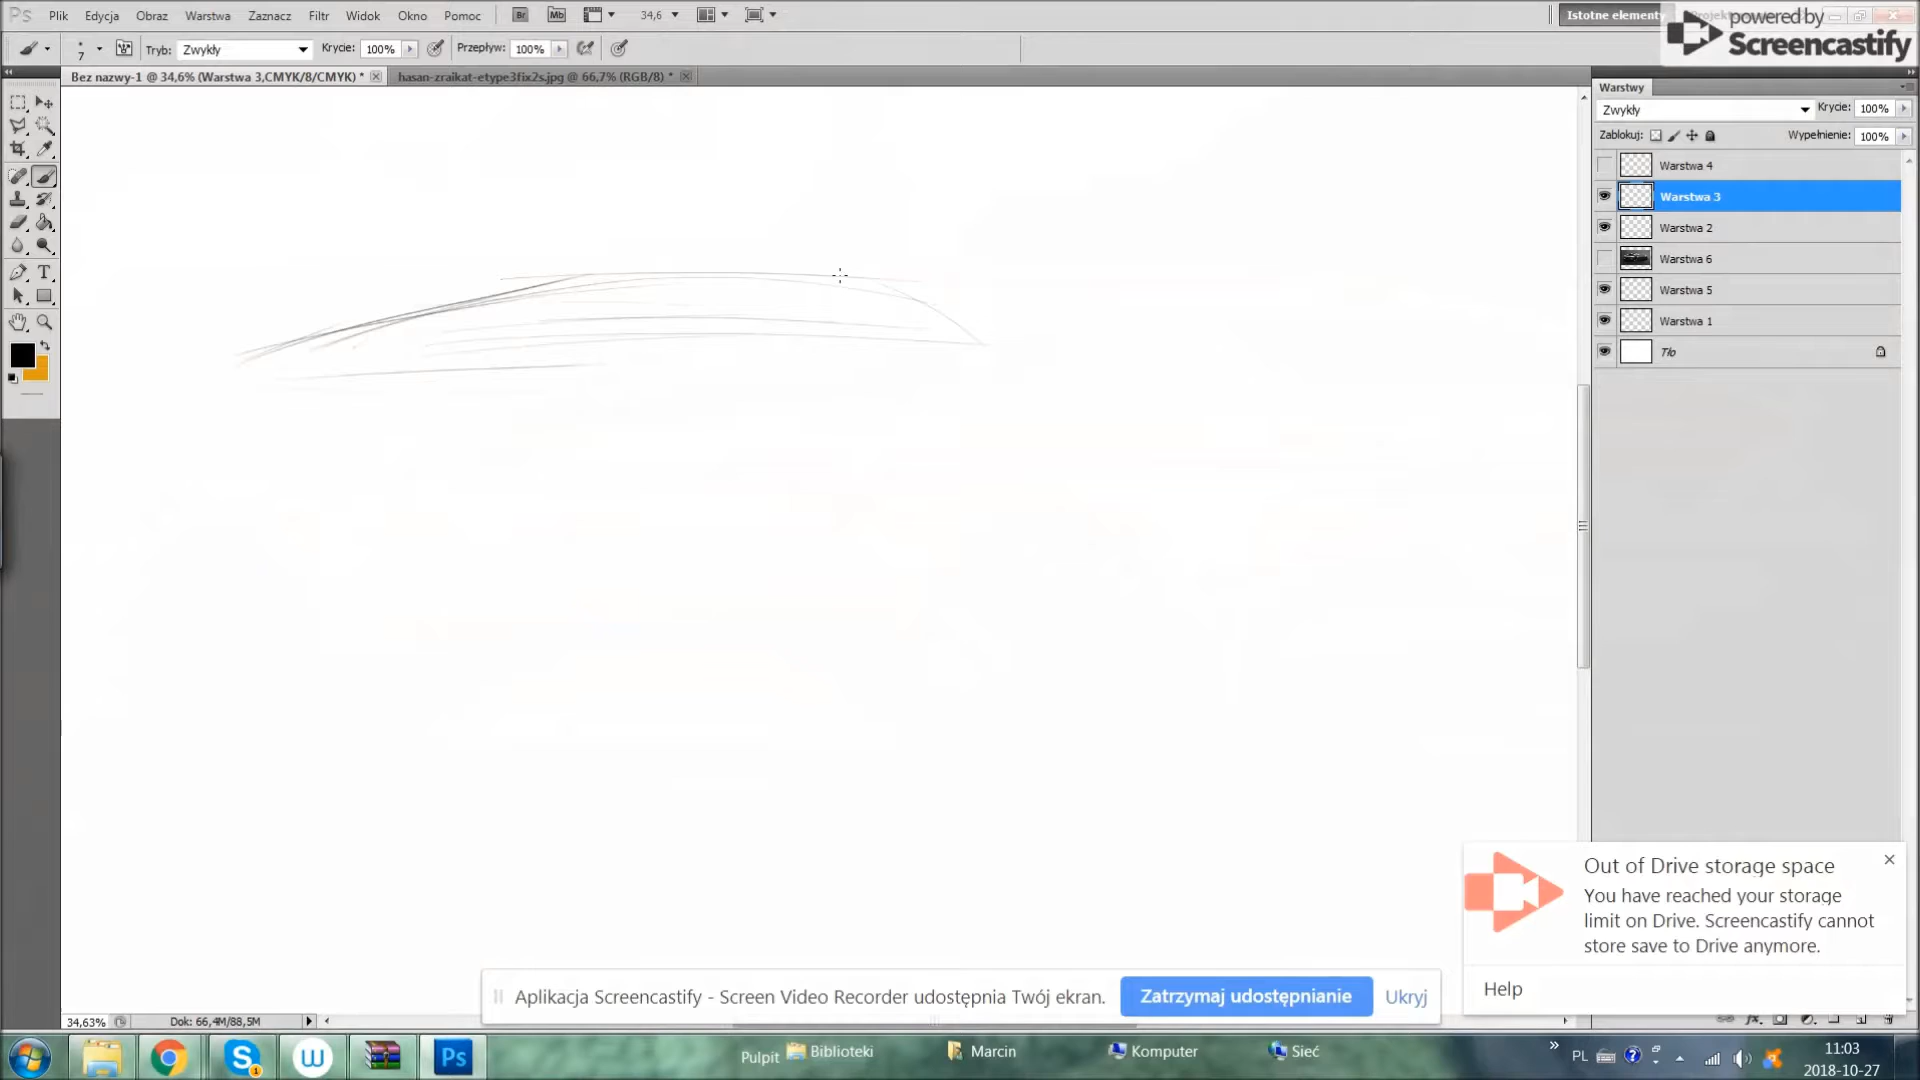 Ps Plik Edycja Obraz Warstwa Zaznacz Filtr Widok Okno Pomoc Br Mb 34,6 Istotne elementy
powered by
Screencastify
7 Tryb: Zwykły Krycie: 100% Przepływ: 100%
Bez nazwy-1 @ 34,6% (Warstwa 3,CMYK/8/CMYK) * hasan-zraikat-etype3fix2s.jpg @ 66,7% (RGB/8) *
Warstwy
Zwykły Krycie: 100%
Zablokuj: Wypełnienie: 100%
Warstwa 4
Warstwa 3
Warstwa 2
Warstwa 6
Warstwa 5
Warstwa 1
Tło
Out of Drive storage space
You have reached your storage
limit on Drive. Screencastify cannot
store save to Drive anymore.
Help
Aplikacja Screencastify - Screen Video Recorder udostępnia Twój ekran. Zatrzymaj udostępnianie Ukryj
34,63% Dok: 66,4M/88,5M
Pulpit Biblioteki Marcin Komputer Sieć PL 11:03
2018-10-27